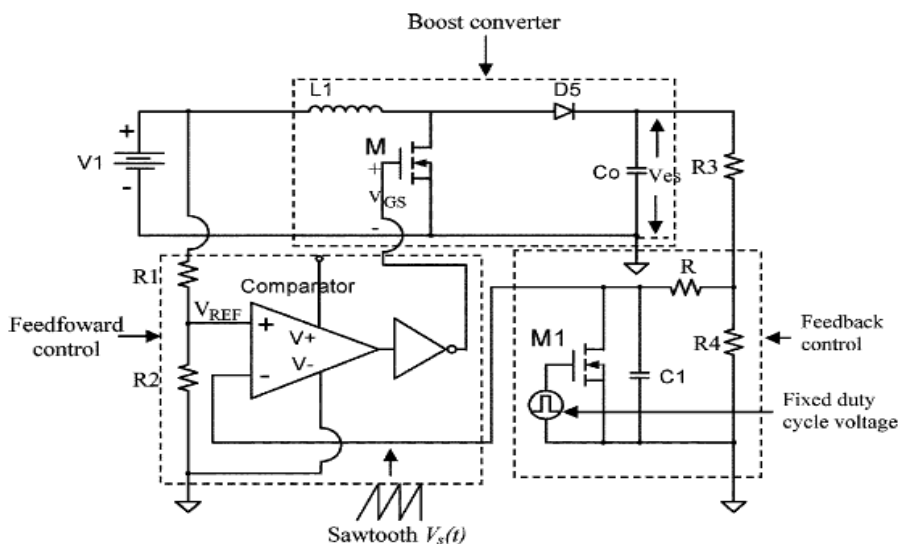 Boost converter
L1
D5
+
V1
-
M
+
VGS
-
Co
Ves
R3
R1
Comparator
R
Feedfoward
control
VREF
+
V+
V-
-
R2
M1
C1
R4
Feedback
control
Fixed duty
cycle voltage
Sawtooth Vs(t)